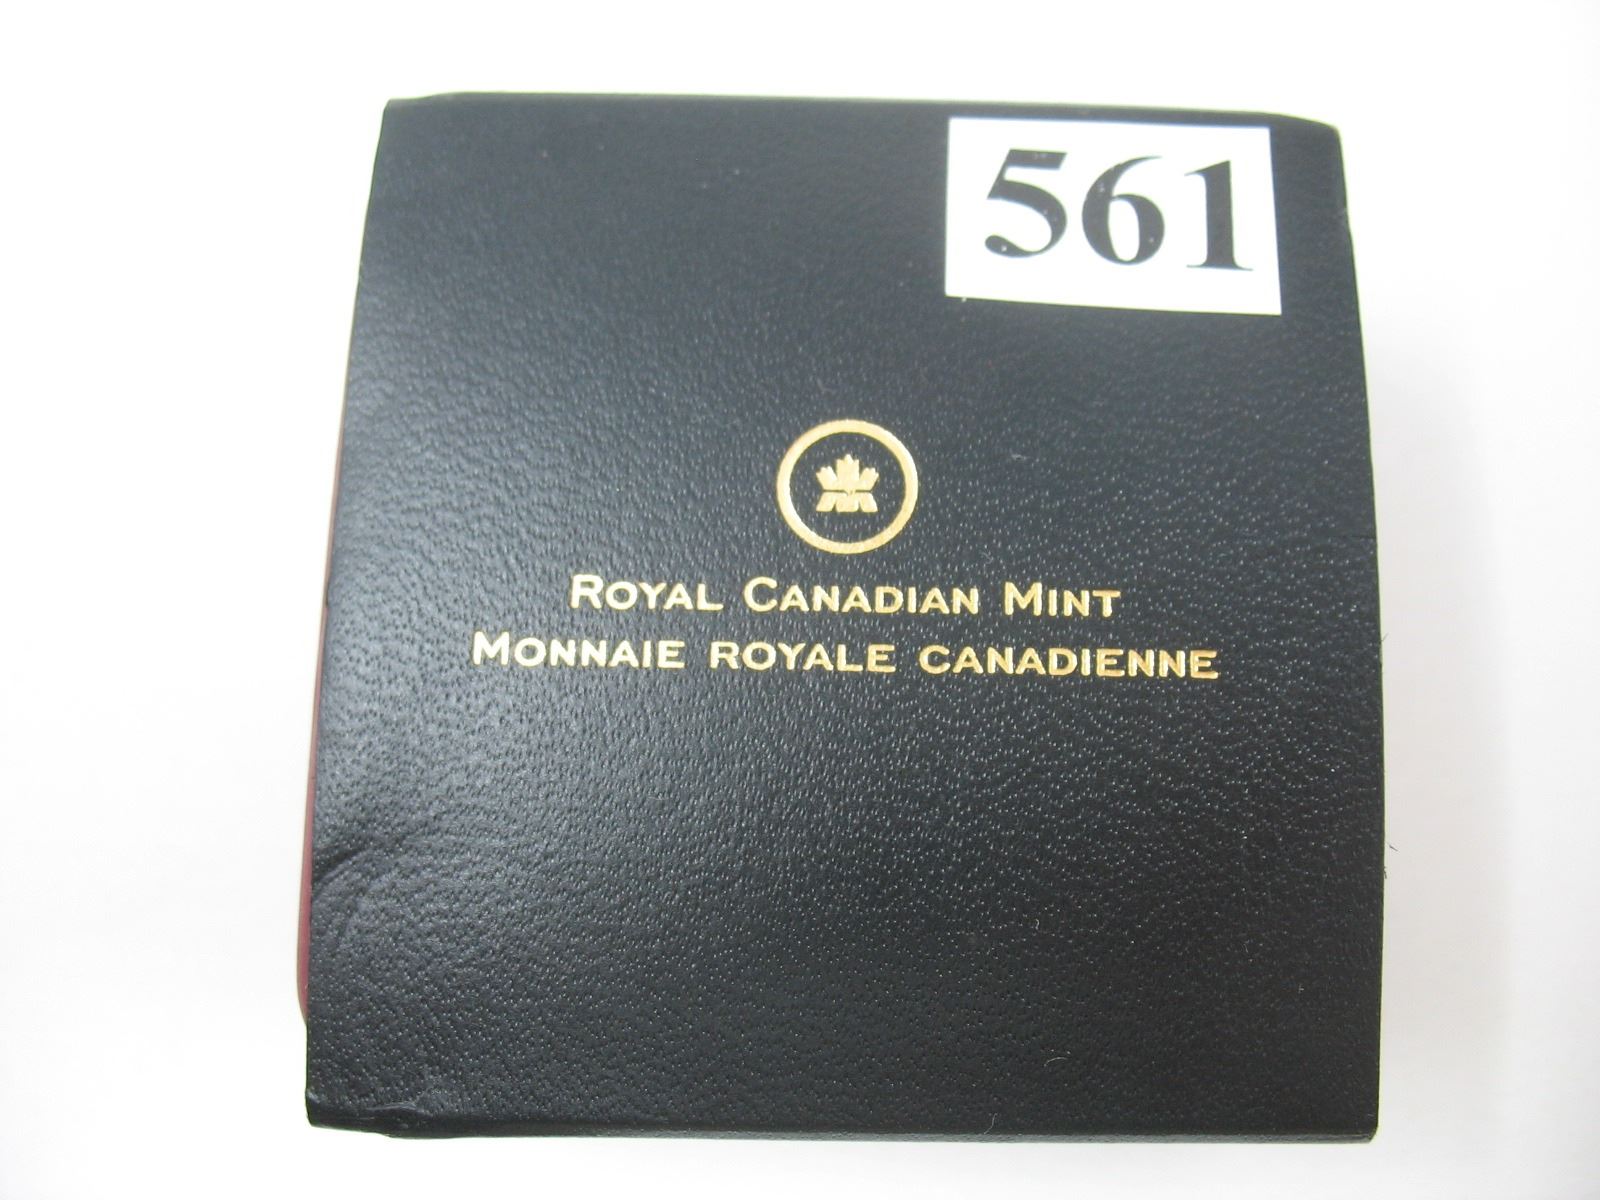 561
ROYAL CANADIAN MINT
MONNAIE ROYALE CANADIENNE